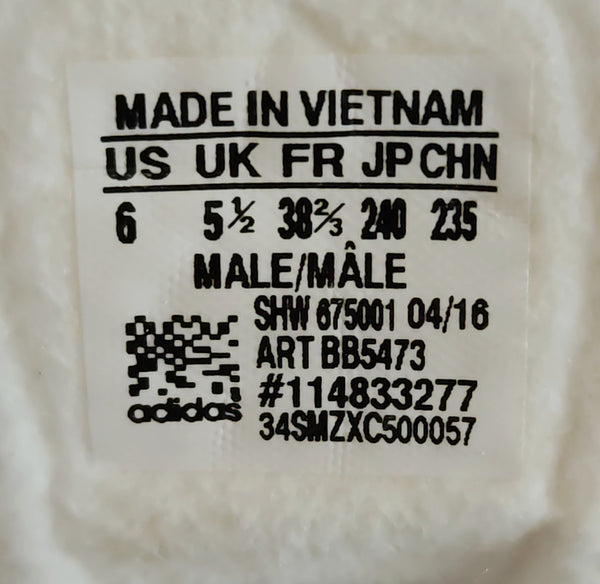 MADE IN VIETNAM
US UK FR JP CHN
6 5½ 38⅔ 240 235
MALE/MÂLE
SHW 675001 04/16
ART BB5473
#114833277
34SMZXC500057
adidas